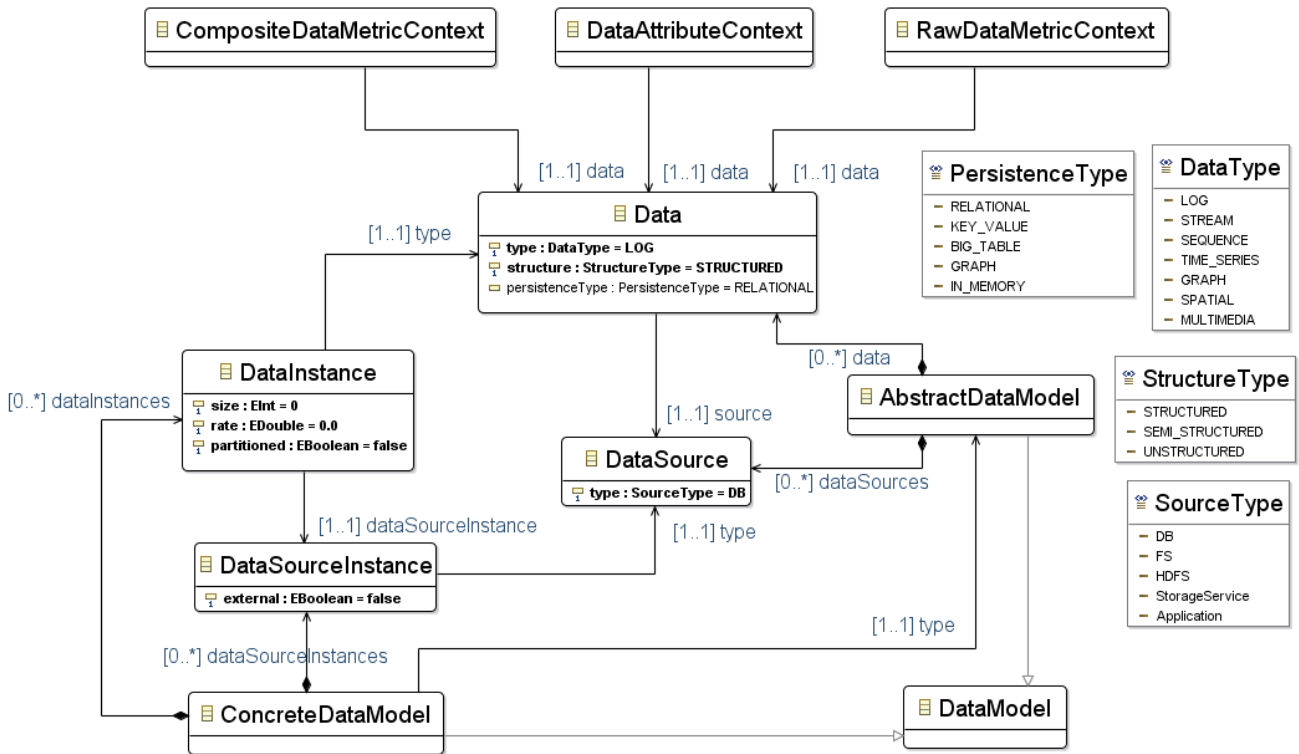 CompositeDataMetricContext
DataAttributeContext
RawDataMetricContext
[1..1] data
[1..1] data
[1..1] data
[1..1] type
Data
type : DataType = LOG
structure : StructureType = STRUCTURED
persistenceType : PersistenceType = RELATIONAL
PersistenceType
RELATIONAL
KEY_VALUE
BIG_TABLE
GRAPH
IN_MEMORY
DataType
LOG
STREAM
SEQUENCE
TIME_SERIES
GRAPH
SPATIAL
MULTIMEDIA
[0..*] data
DataInstance
size : EInt = 0
rate : EDouble = 0.0
partitioned : EBoolean = false
[0..*] dataInstances
[1..1] source
AbstractDataModel
StructureType
STRUCTURED
SEMI_STRUCTURED
UNSTRUCTURED
DataSource
type : SourceType = DB
[0..*] dataSources
[1..1] dataSourceInstance
[1..1] type
SourceType
DB
FS
HDFS
StorageService
Application
DataSourceInstance
external : EBoolean = false
[1..1] type
[0..*] dataSourceInstances
ConcreteDataModel
DataModel